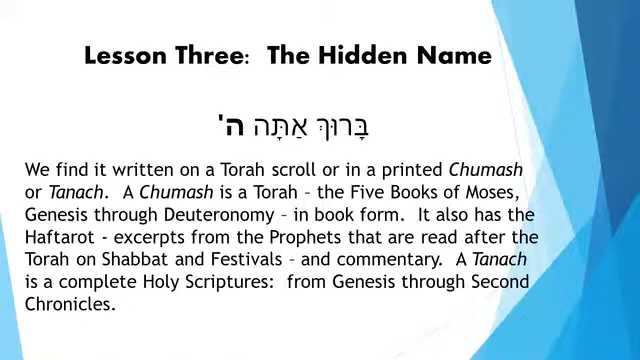 Lesson Three:  The Hidden Name
בָּרוּךְ אַתָּה ה'
We find it written on a Torah scroll or in a printed Chumash
or Tanach.  A Chumash is a Torah – the Five Books of Moses,
Genesis through Deuteronomy – in book form.  It also has the
Haftarot - excerpts from the Prophets that are read after the
Torah on Shabbat and Festivals – and commentary.  A Tanach
is a complete Holy Scriptures:  from Genesis through Second
Chronicles.